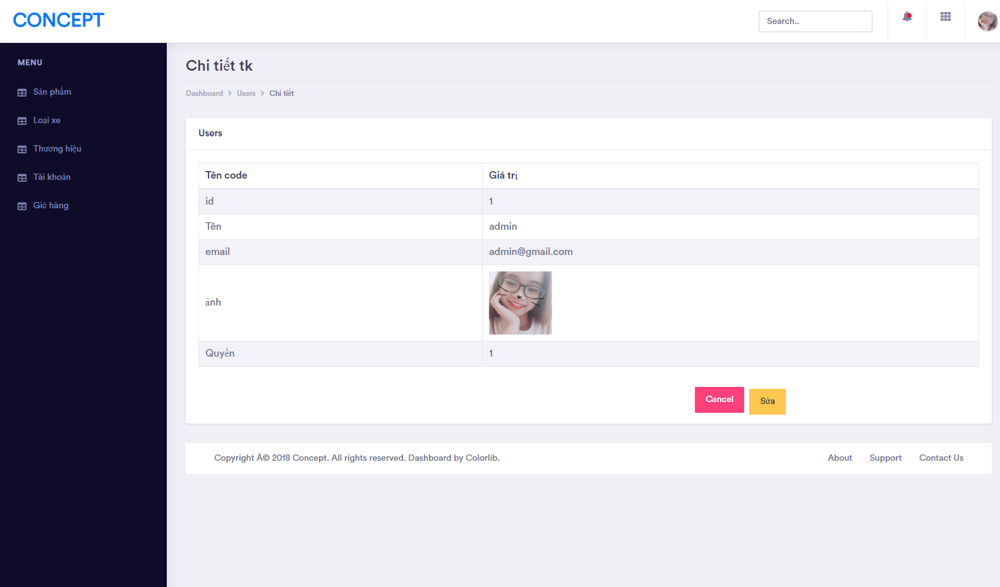 CONCEPT
Search..
MENU
Sản phẩm
Loại xe
Thương hiệu
Tài khoản
Giỏ hàng
Chi tiết tk
Dashboard > Users > Chi tiết
Users
Tên code Giá trị
id 1
Tên admin
email admin@gmail.com
ảnh
Quyền 1
Cancel Sửa
Copyright Â© 2018 Concept. All rights reserved. Dashboard by Colorlib.
About Support Contact Us